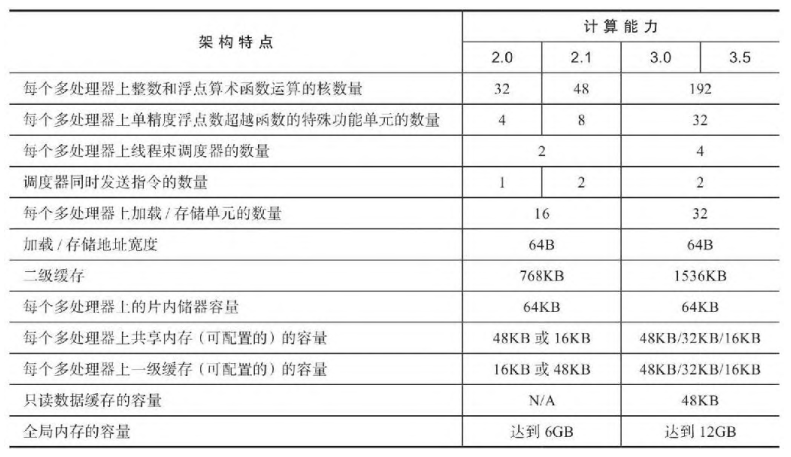 架构特点 计算能力
2.0 2.1 3.0 3.5
每个多处理器上整数和浮点算术函数运算的核数量 32 48 192
每个多处理器上单精度浮点数超越函数的特殊功能单元的数量 4 8 32
每个多处理器上线程束调度器的数量 2 4
调度器同时发送指令的数量 1 2 2
每个多处理器上加载/存储单元的数量 16 32
加载/存储地址宽度 64B 64B
二级缓存 768KB 1536KB
每个多处理器上的片内储器容量 64KB 64KB
每个多处理器上共享内存(可配置的)的容量 48KB 或 16KB 48KB/32KB/16KB
每个多处理器上一级缓存(可配置的)的容量 16KB 或 48KB 48KB/32KB/16KB
只读数据缓存的容量 N/A 48KB
全局内存的容量 达到 6GB 达到 12GB